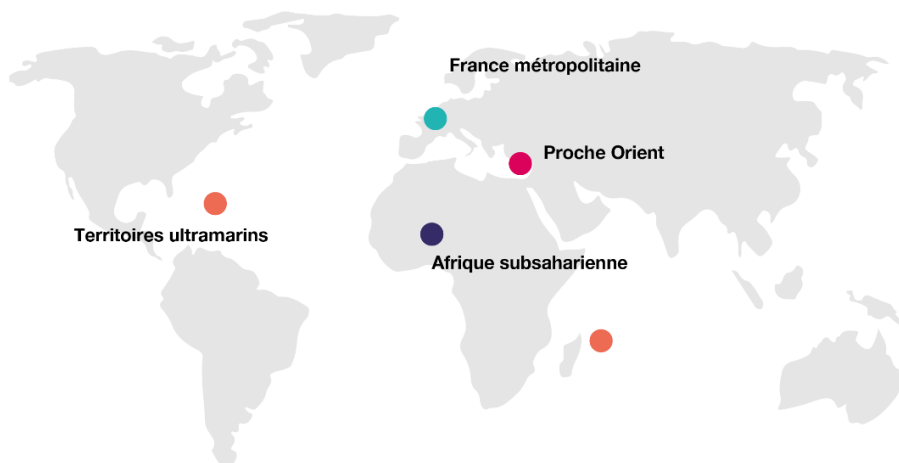 France métropolitaine
Proche Orient
Territoires ultramarins
Afrique subsaharienne